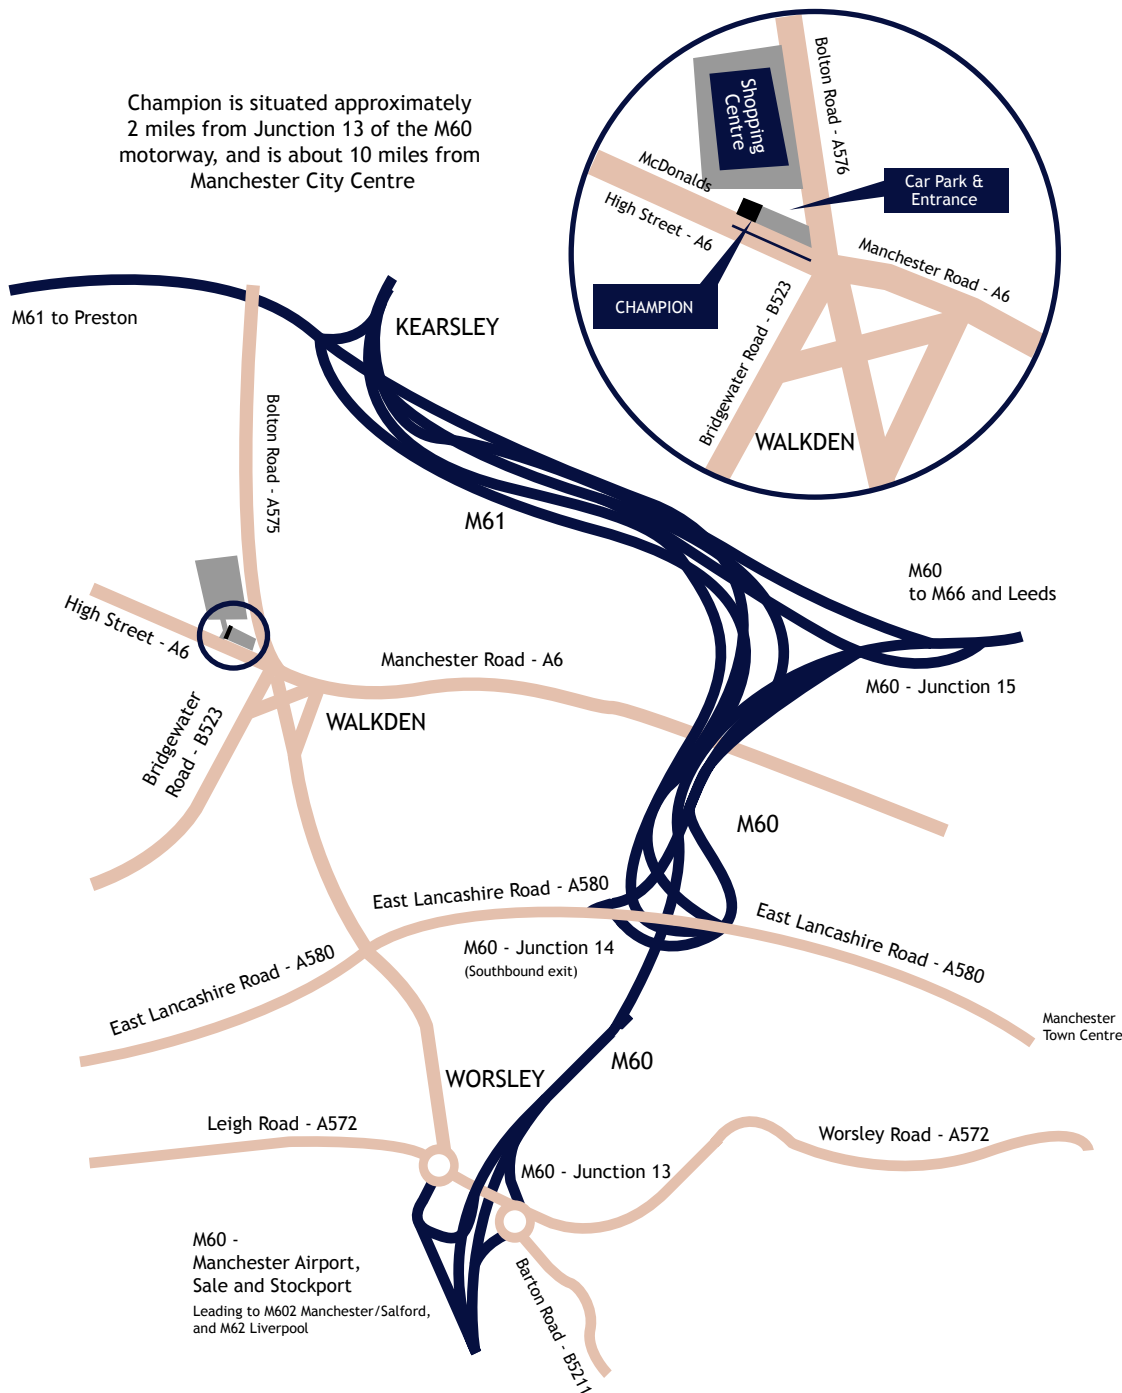 Champion is situated approximately
2 miles from Junction 13 of the M60
motorway, and is about 10 miles from
Manchester City Centre
Bolton Road - A576
Shopping
Centre
McDonalds
High Street - A6
Car Park &
Entrance
Manchester Road - A6
CHAMPION
Bridgewater Road - B523
WALKDEN
M61 to Preston
KEARSLEY
Bolton Road - A575
M61
M60
to M66 and Leeds
High Street - A6
Manchester Road - A6
M60 - Junction 15
Bridgewater
Road - B523
WALKDEN
M60
East Lancashire Road - A580
East Lancashire Road - A580
M60 - Junction 14
(Southbound exit)
East Lancashire Road - A580
Manchester
Town Centre
M60
WORSLEY
Leigh Road - A572
Worsley Road - A572
M60 - Junction 13
M60 -
Manchester Airport,
Sale and Stockport
Leading to M602 Manchester/Salford,
and M62 Liverpool
Barton Road - B5211